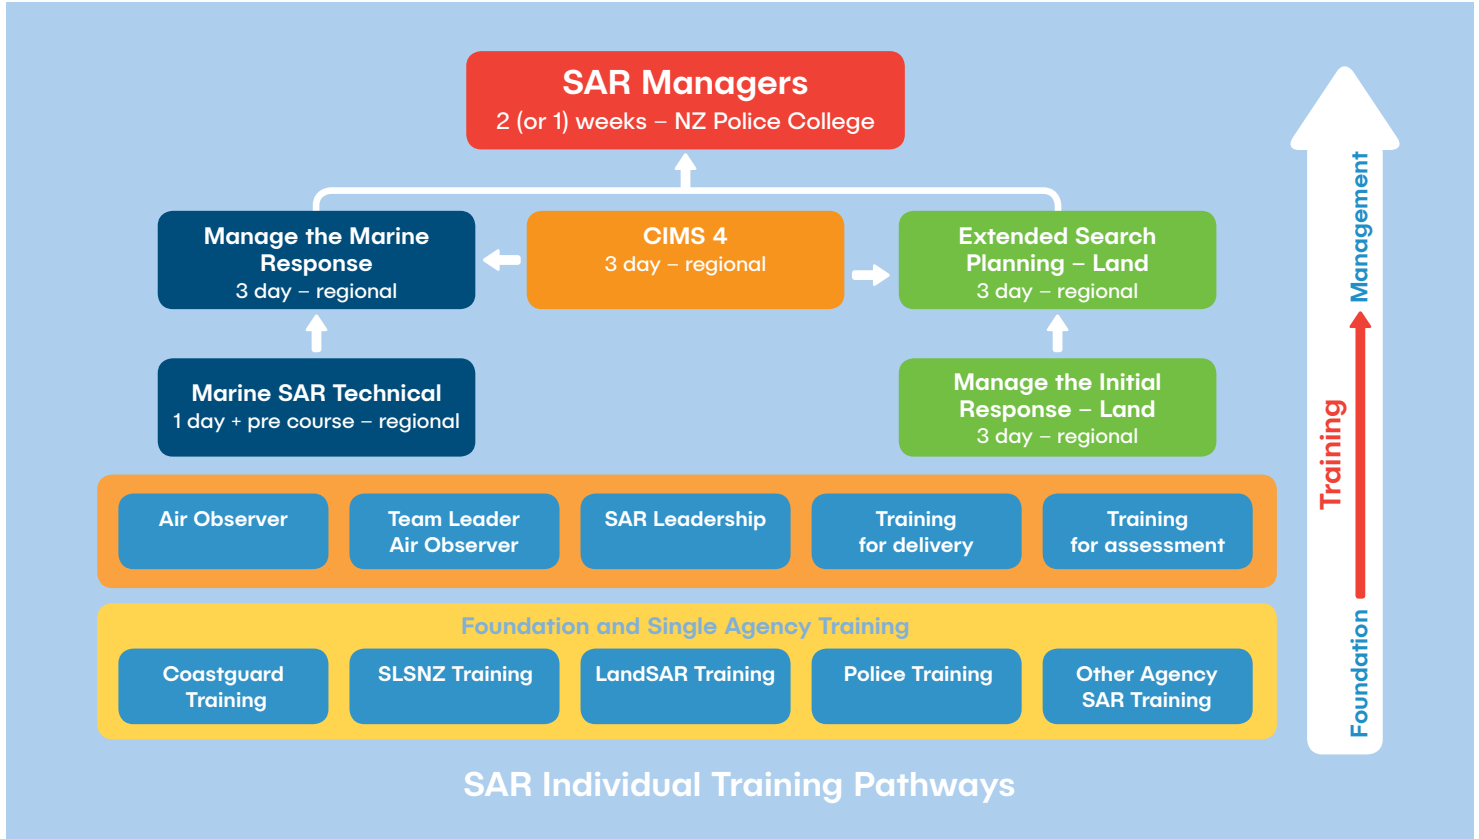 SAR Managers
2 (or 1) weeks – NZ Police College
Manage the Marine
Response
3 day – regional
CIMS 4
3 day – regional
Extended Search
Planning – Land
3 day – regional
Marine SAR Technical
1 day + pre course – regional
Manage the Initial
Response – Land
3 day – regional
Air Observer
Team Leader
Air Observer
SAR Leadership
Training
for delivery
Training
for assessment
Foundation and Single Agency Training
Coastguard
Training
SLSNZ Training
LandSAR Training
Police Training
Other Agency
SAR Training
Management
Training
Foundation
SAR Individual Training Pathways